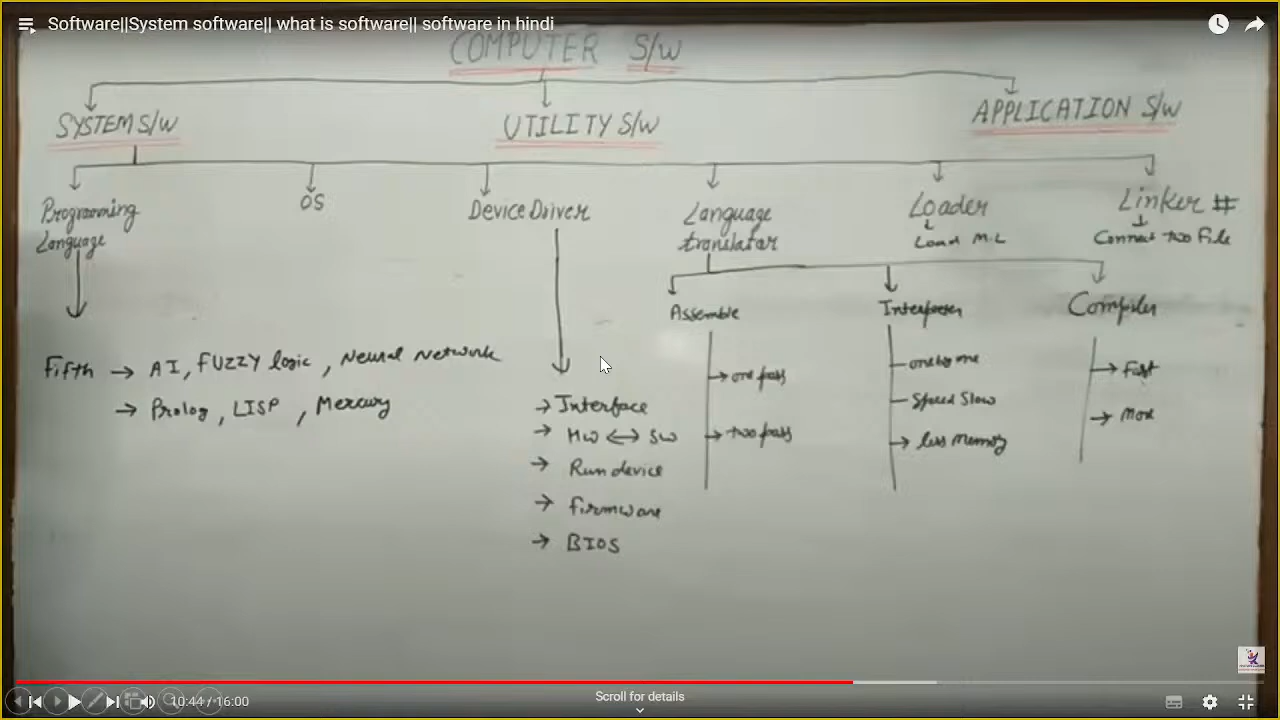 Software||System software|| what is software|| software in hindi
COMPUTER S/W
SYSTEM S/W
UTILITY S/W
APPLICATION S/W
Programming
Language
OS
Device Driver
Language
translator
Loader
Load M.L
Linker #
Connect two File
Assemble
Interpreter
Compiler
Fifth → AI, FUZZY logic, Neural Network
→ Prolog, LISP, Mercury
→ Interface
→ HW ↔ SW
→ Run device
→ firmware
→ BIOS
→ one pass
→ two pass
one by one
Speed Slow
→ less Memory
→ Fast
→ More
10:44 / 16:00
Scroll for details